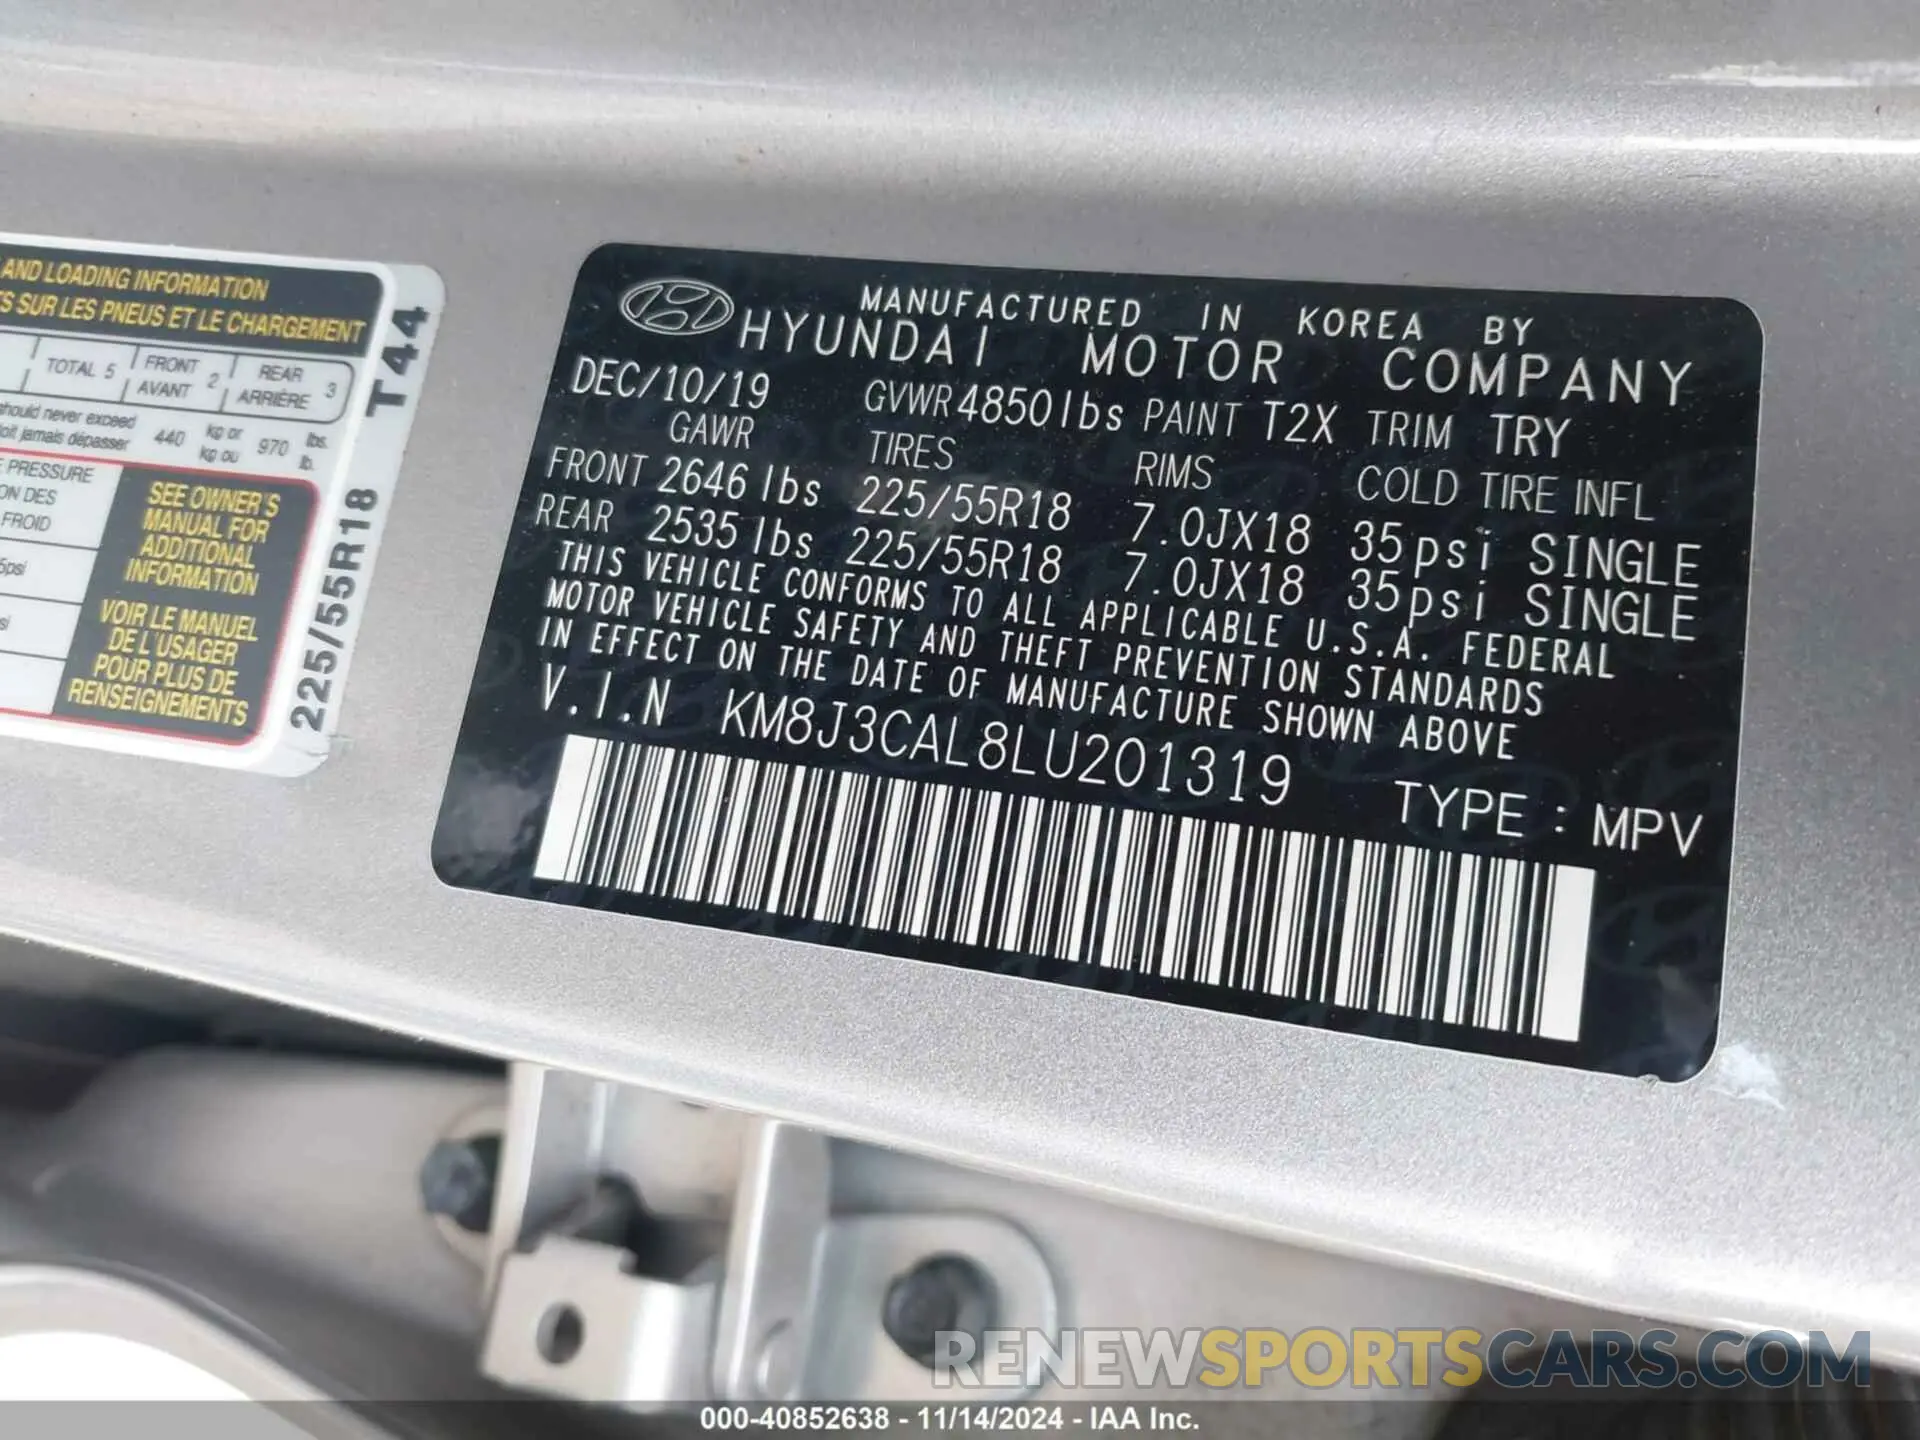 AND LOADING INFORMATION
S SUR LES PNEUS ET LE CHARGEMENT
TOTAL 5 FRONT AVANT 2 REAR ARRIÈRE 3
should never exceed
doit jamais dépasser 440 kg or kg ou 970 lbs. lb.
PRESSURE
ON DES
FROID
5psi
SEE OWNER'S
MANUAL FOR
ADDITIONAL
INFORMATION
VOIR LE MANUEL
DE L'USAGER
POUR PLUS DE
RENSEIGNEMENTS
225/55R18 T44
MANUFACTURED IN KOREA BY
HYUNDAI MOTOR COMPANY
DEC/10/19 GVWR 4850lbs PAINT T2X TRIM TRY
GAWR TIRES RIMS COLD TIRE INFL
FRONT 2646 lbs 225/55R18 7.0JX18 35psi SINGLE
REAR 2535 lbs 225/55R18 7.0JX18 35psi SINGLE
THIS VEHICLE CONFORMS TO ALL APPLICABLE U.S.A. FEDERAL
MOTOR VEHICLE SAFETY AND THEFT PREVENTION STANDARDS
IN EFFECT ON THE DATE OF MANUFACTURE SHOWN ABOVE
V.I.N KM8J3CAL8LU201319
TYPE : MPV
RENEWSPORTSCARS.COM
000-40852638 - 11/14/2024 - IAA Inc.